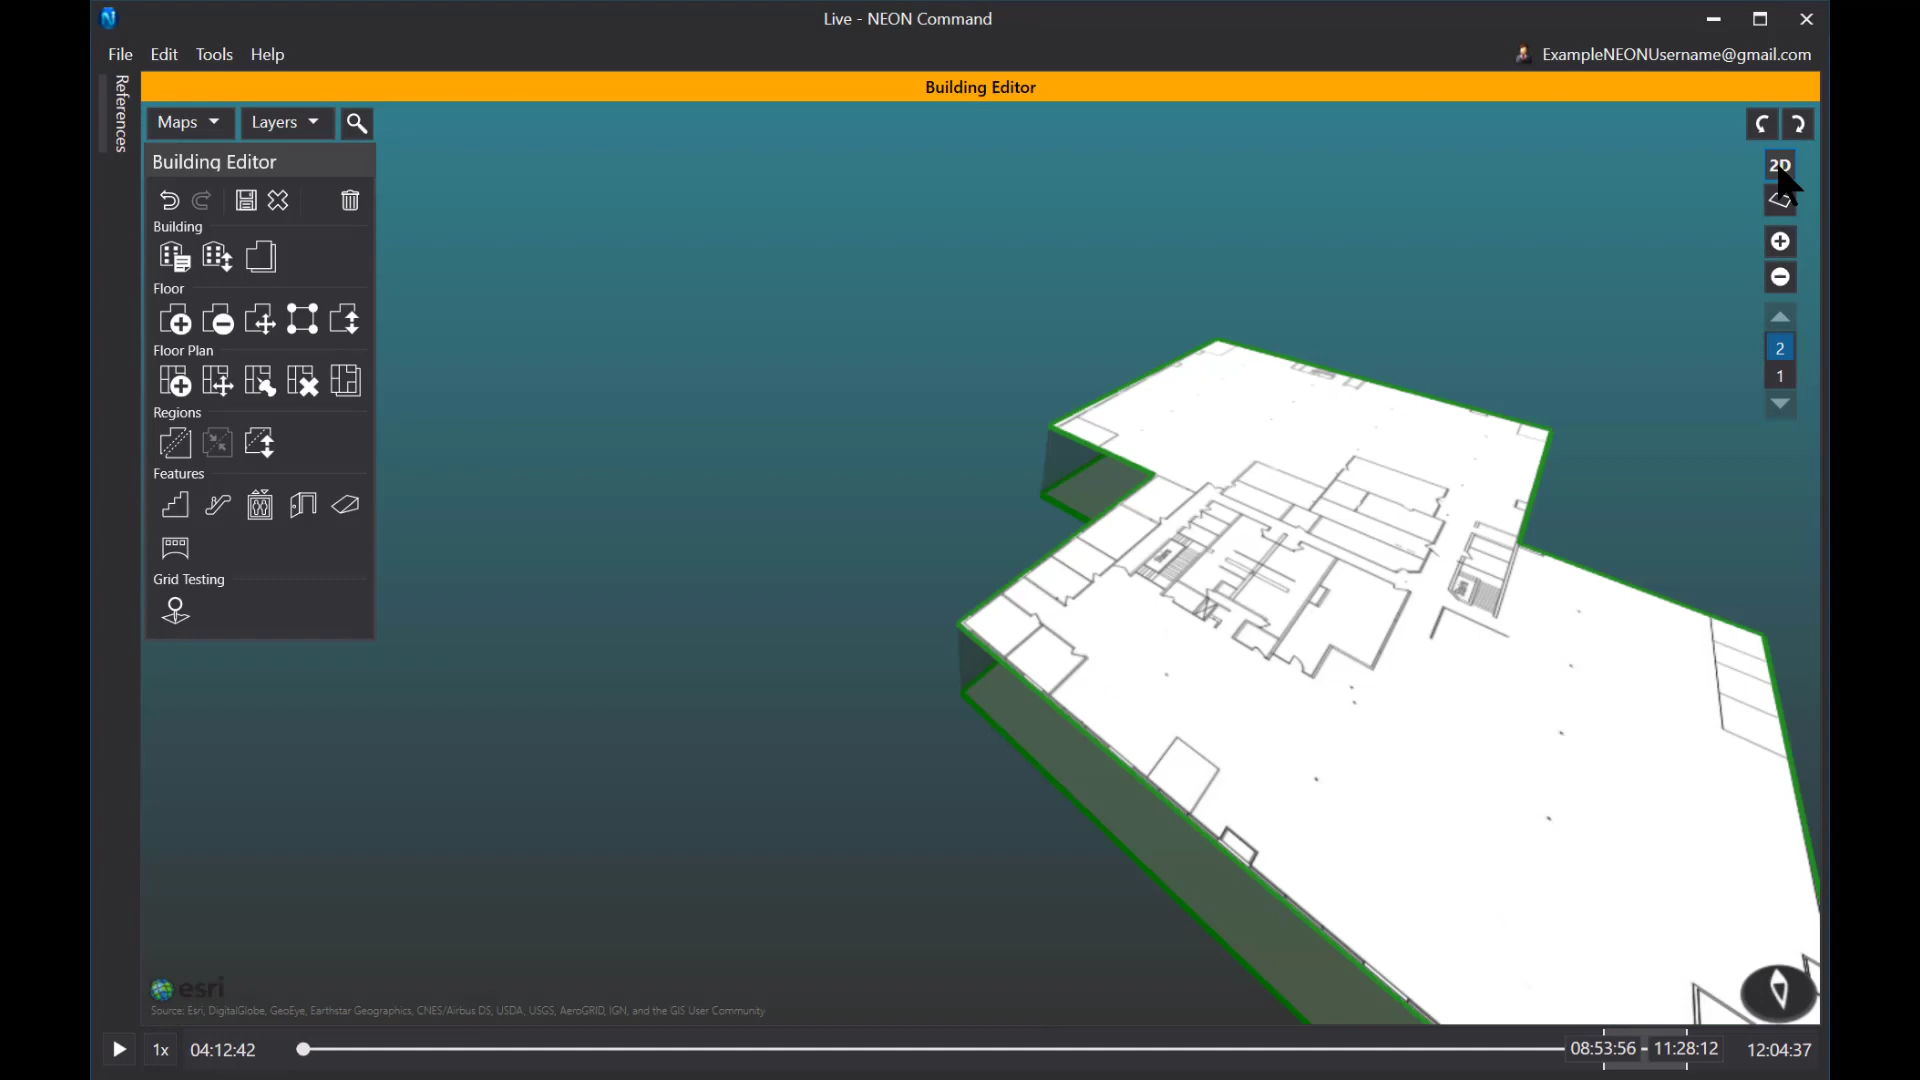 Live - NEON Command
File Edit Tools Help
ExampleNEONUsername@gmail.com
References
Building Editor
Maps Layers
Building Editor
2D
Building
Floor
Floor Plan
2
1
Regions
Features
Grid Testing
Stairs
esri
Source: Esri, DigitalGlobe, GeoEye, Earthstar Geographics, CNES/Airbus DS, USDA, USGS, AeroGRID, IGN, and the GIS User Community
1x 04:12:42 08:53:56 - 11:28:12 12:04:37